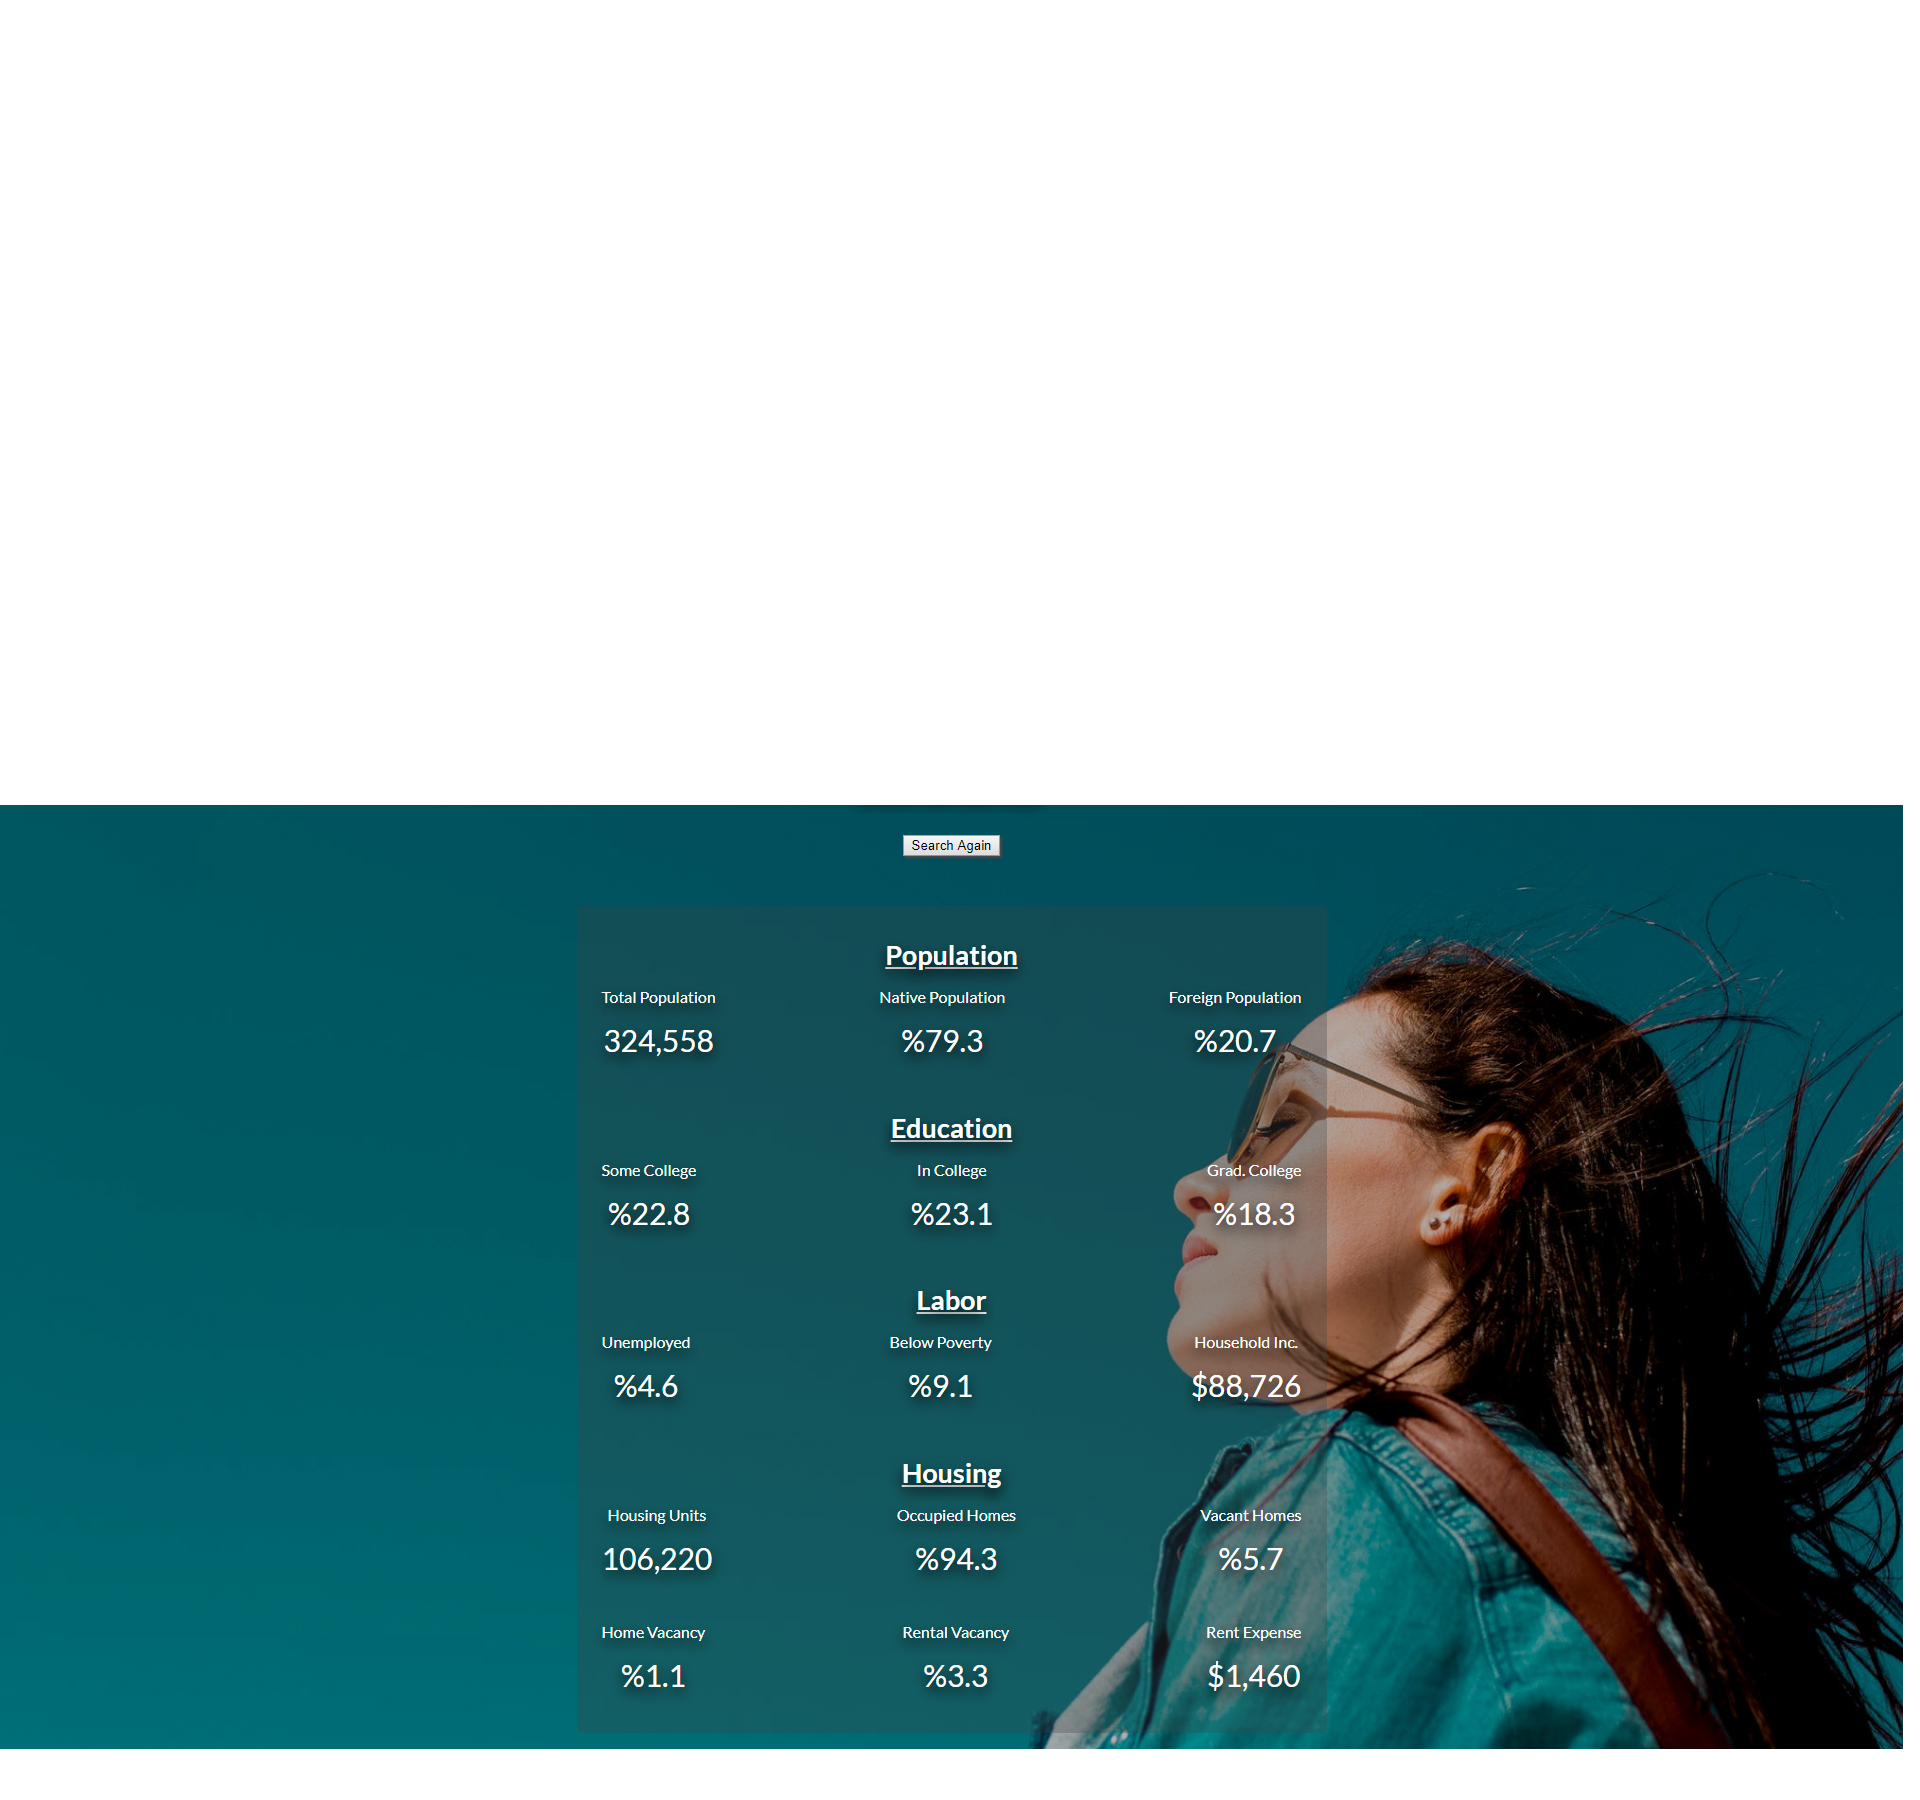 Search Again
Population
Total Population Native Population Foreign Population
324,558 %79.3 %20.7
Education
Some College In College Grad. College
%22.8 %23.1 %18.3
Labor
Unemployed Below Poverty Household Inc.
%4.6 %9.1 $88,726
Housing
Housing Units Occupied Homes Vacant Homes
106,220 %94.3 %5.7
Home Vacancy Rental Vacancy Rent Expense
%1.1 %3.3 $1,460